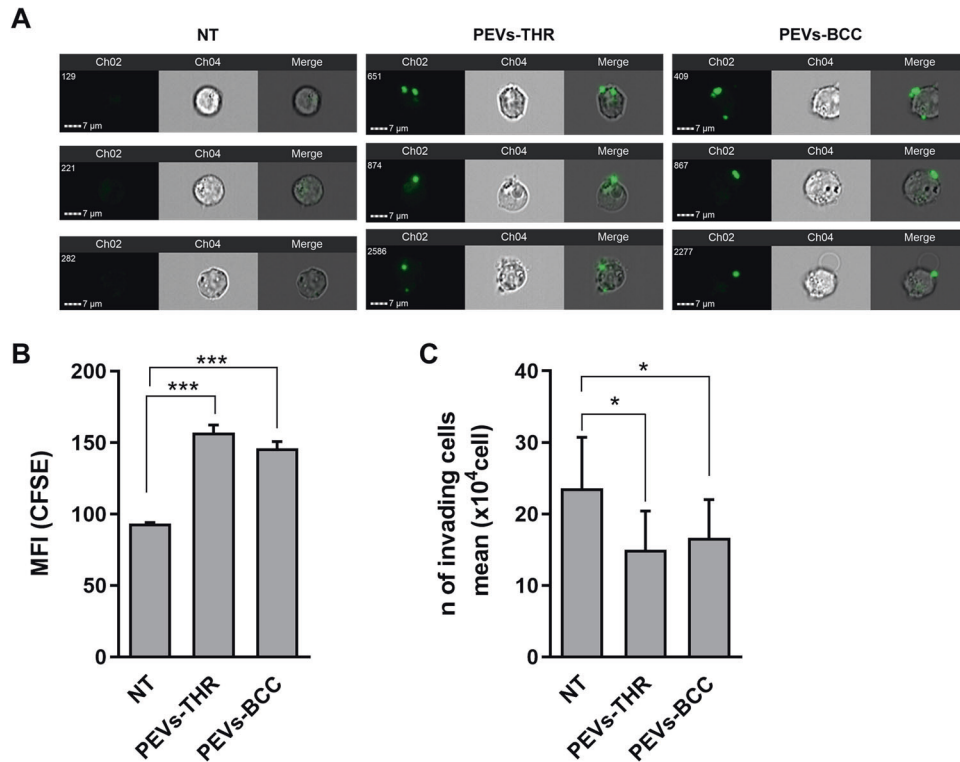 A
NT PEVs-THR PEVs-BCC
Ch02 Ch04 Merge Ch02 Ch04 Merge Ch02 Ch04 Merge
129 651 409
7 µm 7 µm 7 µm
Ch02 Ch04 Merge Ch02 Ch04 Merge Ch02 Ch04 Merge
221 874 867
7 µm 7 µm 7 µm
Ch02 Ch04 Merge Ch02 Ch04 Merge Ch02 Ch04 Merge
282 2586 2277
7 µm 7 µm 7 µm
B
MFI (CFSE)
200
150
100
50
0
***
***
NT PEVs-THR PEVs-BCC
C
n of invading cells
mean (x10⁴cell)
40
30
20
10
0
*
*
NT PEVs-THR PEVs-BCC